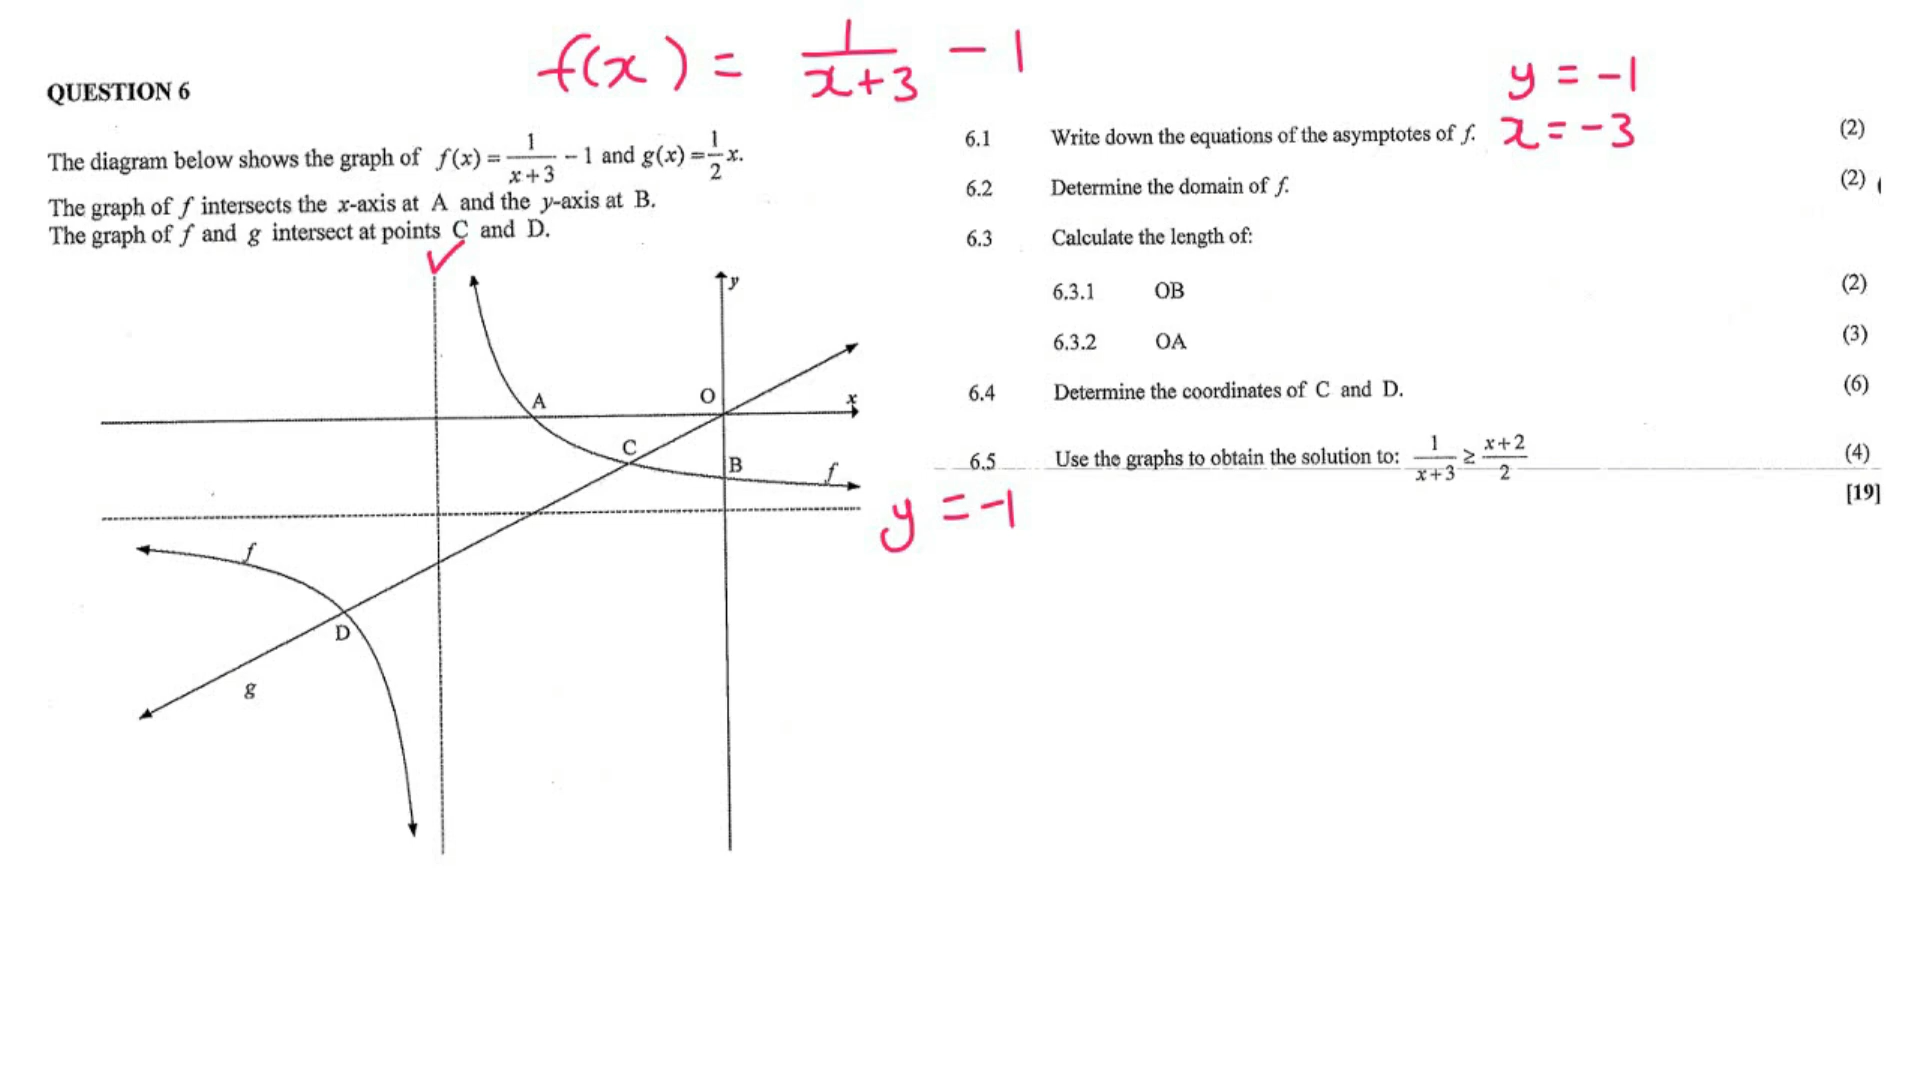 f(x) = 1/(x+3) - 1
QUESTION 6
The diagram below shows the graph of f(x) = 1/(x+3) - 1 and g(x) = 1/2 x.
The graph of f intersects the x-axis at A and the y-axis at B.
The graph of f and g intersect at points C and D.
y
A
O
x
C
B
f
y = -1
f
D
g
y = -1
6.1 Write down the equations of the asymptotes of f. x = -3 (2)
6.2 Determine the domain of f. (2)
6.3 Calculate the length of:
6.3.1 OB (2)
6.3.2 OA (3)
6.4 Determine the coordinates of C and D. (6)
6.5 Use the graphs to obtain the solution to: 1/(x+3) ≥ (x+2)/2 (4)
[19]